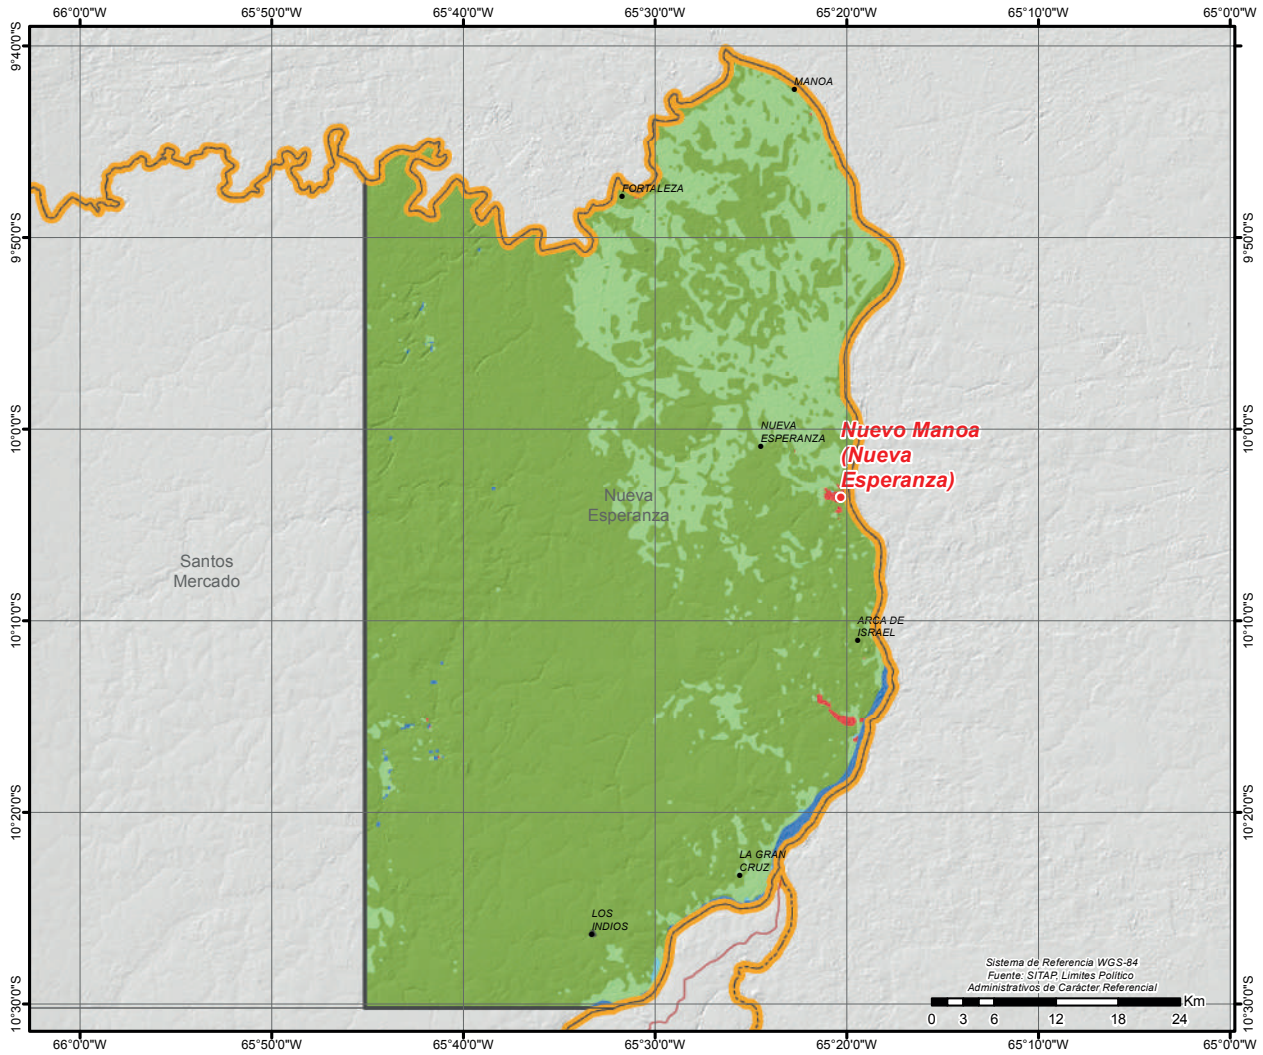 66°0'0"W 65°50'0"W 65°40'0"W 65°30'0"W 65°20'0"W 65°10'0"W 65°0'0"W
9°40'0"S 9°40'0"S
MANOA
FORTALEZA
9°50'0"S 9°50'0"S
10°0'0"S 10°0'0"S
NUEVA
ESPERANZA
Nuevo Manoa
(Nueva
Esperanza)
Nueva
Esperanza
Santos
Mercado
10°10'0"S 10°10'0"S
ARCA DE
ISRAEL
10°20'0"S 10°20'0"S
LA GRAN
CRUZ
LOS
INDIOS
Sistema de Referencia WGS-84
Fuente: SITAP, Límites Político
Administrativos de Carácter Referencial
10°30'0"S 10°30'0"S
Km
0 3 6 12 18 24
66°0'0"W 65°50'0"W 65°40'0"W 65°30'0"W 65°20'0"W 65°10'0"W 65°0'0"W